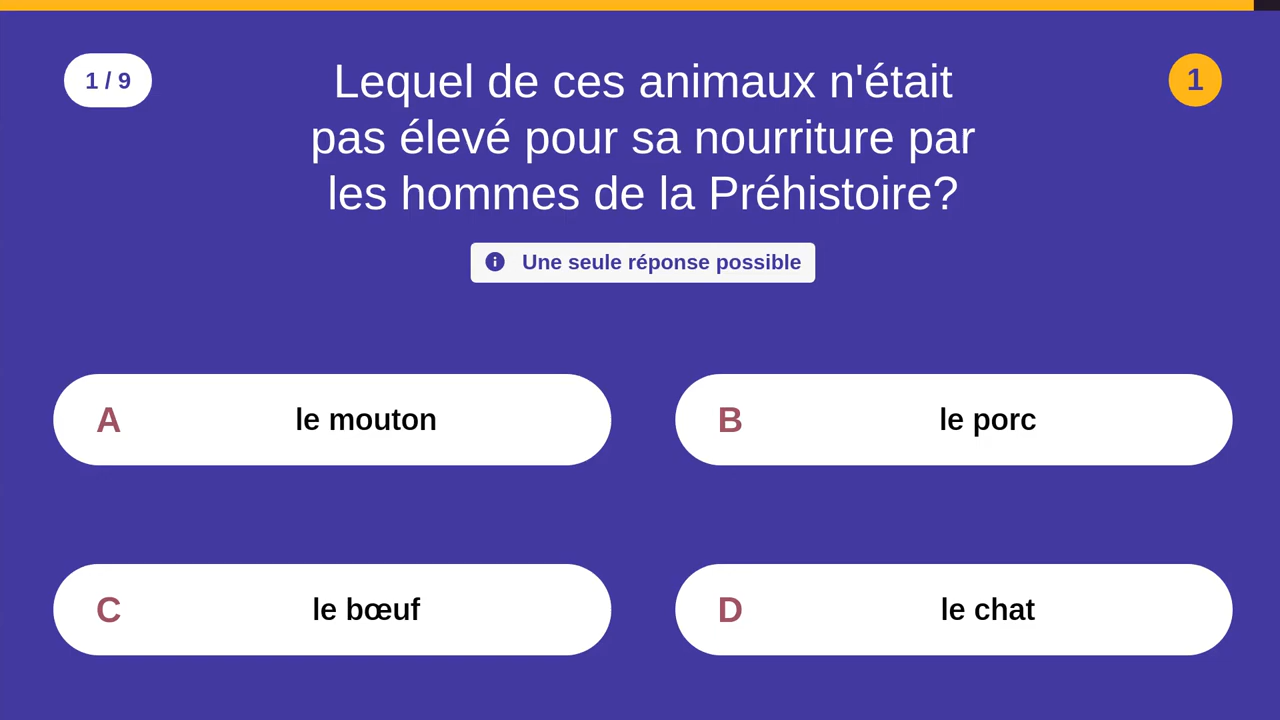 1 / 9
Lequel de ces animaux n'était
pas élevé pour sa nourriture par
les hommes de la Préhistoire?
1
Une seule réponse possible
A le mouton
B le porc
C le bœuf
D le chat